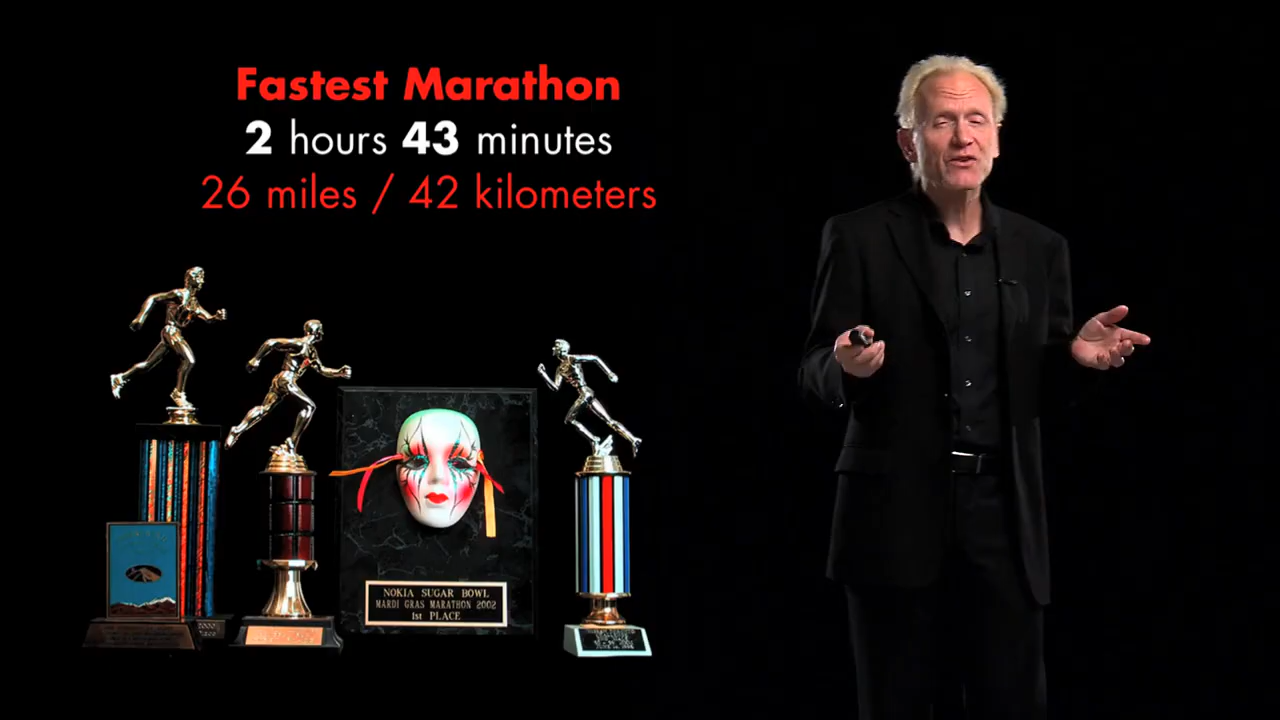 Fastest Marathon
2 hours 43 minutes
26 miles / 42 kilometers
NOKIA SUGAR BOWL
MARDI GRAS MARATHON 2002
1st PLACE